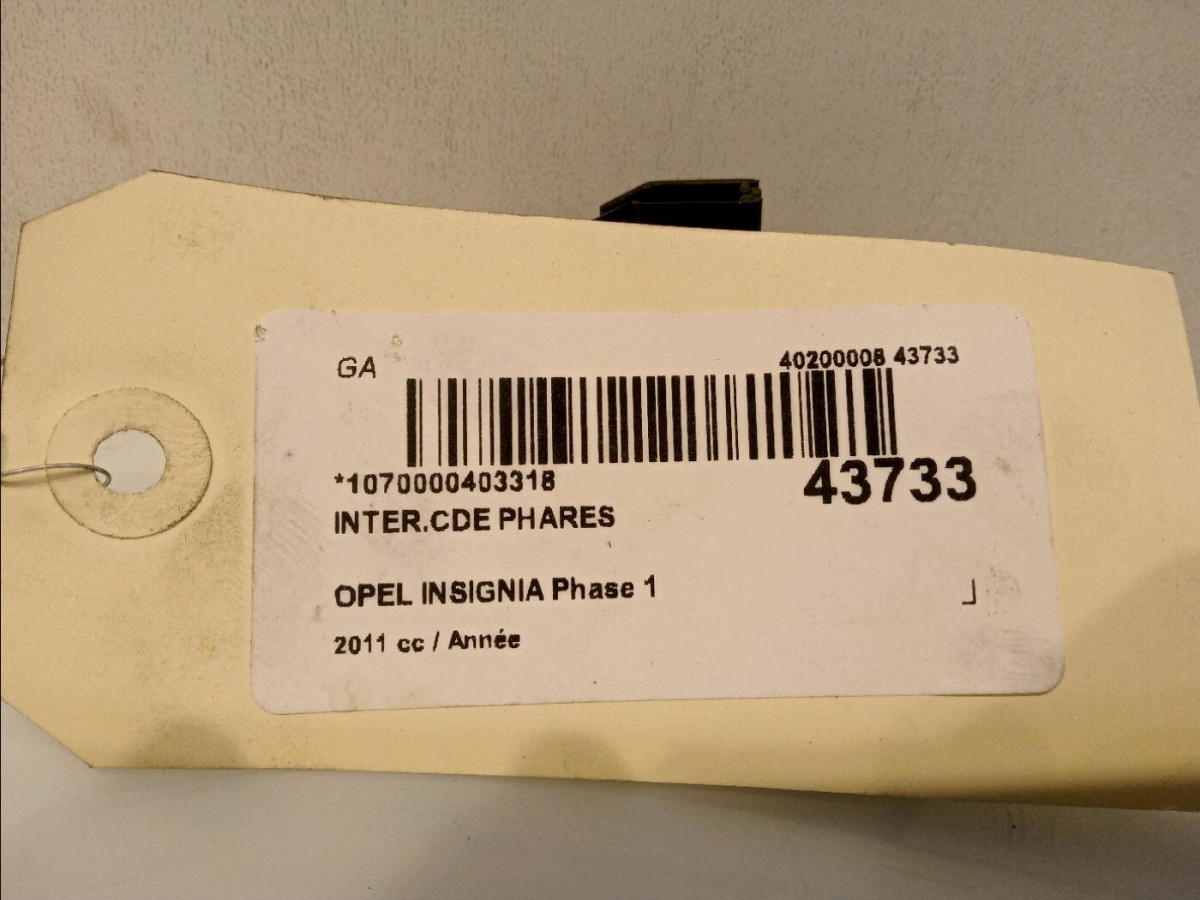 GA
40200008 43733
*1070000403318
43733
INTER.CDE PHARES
OPEL INSIGNIA Phase 1
2011 cc / Année